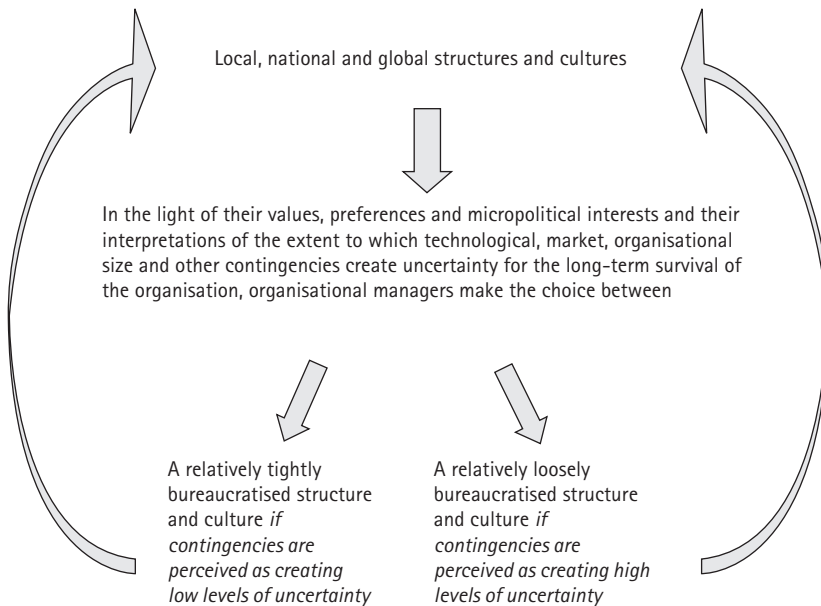 Local, national and global structures and cultures
In the light of their values, preferences and micropolitical interests and their
interpretations of the extent to which technological, market, organisational
size and other contingencies create uncertainty for the long-term survival of
the organisation, organisational managers make the choice between
A relatively tightly
bureaucratised structure
and culture if
contingencies are
perceived as creating
low levels of uncertainty
A relatively loosely
bureaucratised structure
and culture if
contingencies are
perceived as creating high
levels of uncertainty